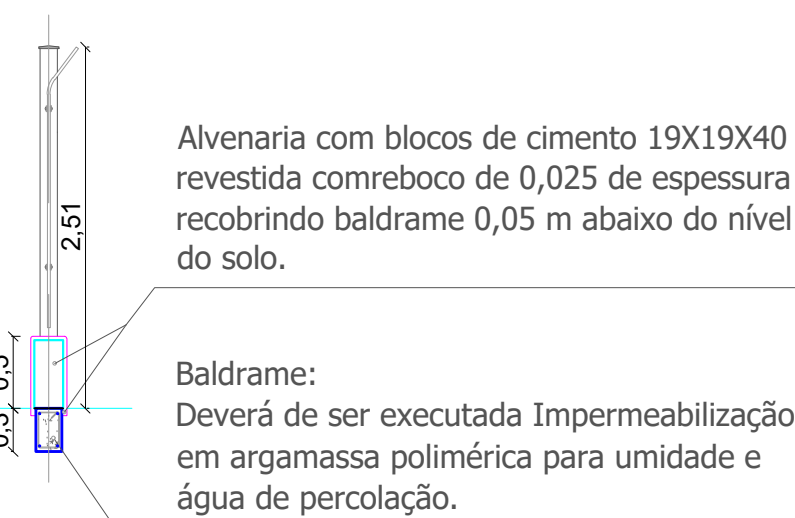 2,51
Alvenaria com blocos de cimento 19X19X40
revestida comreboco de 0,025 de espessura
recobrindo baldrame 0,05 m abaixo do nível
do solo.
Baldrame:
Deverá de ser executada Impermeabilização
em argamassa polimérica para umidade e
água de percolação.